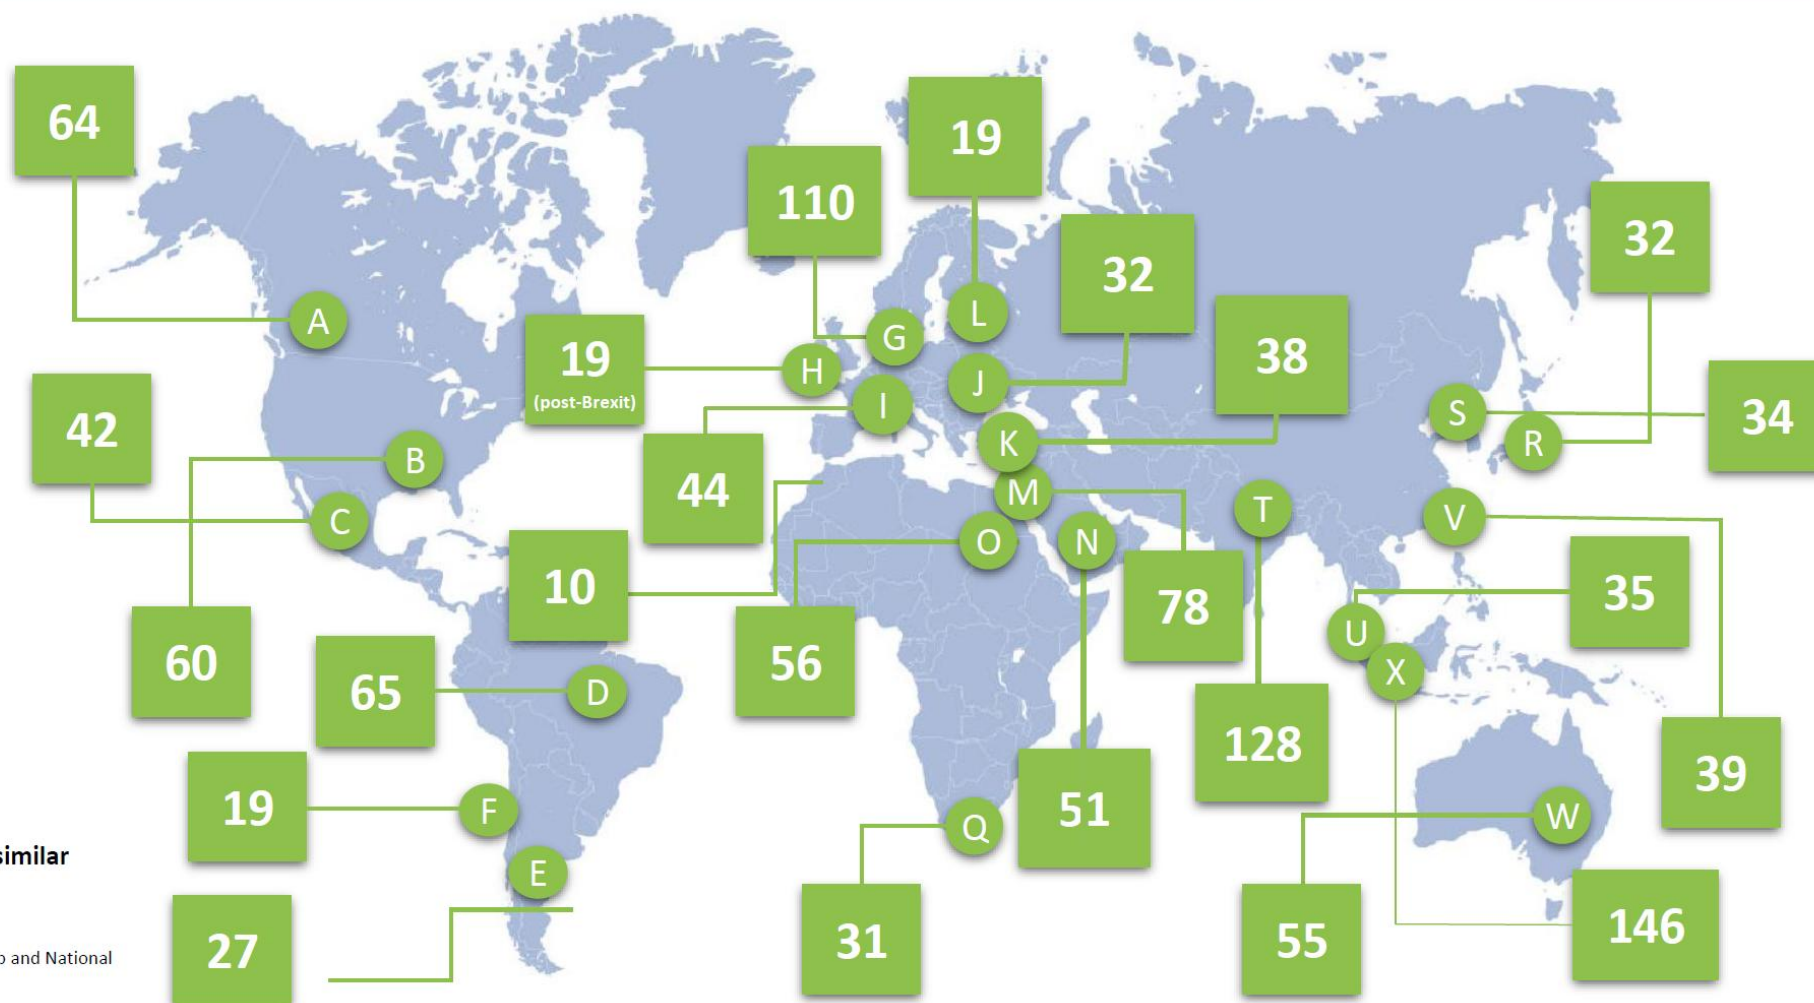 64
19
110
32
32
A
L
G
19
(post-Brexit)
H
38
J
I
34
42
S
B
K
R
44
M
C
T
V
O
N
10
35
78
60
56
U
65
D
X
128
39
19
F
51
Q
W
similar
E
27
31
55
146
p and National